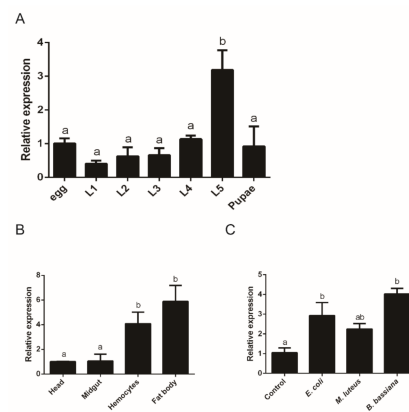 A
Relative expression
4
3
2
1
0
a
a
a
a
a
b
a
egg
L1
L2
L3
L4
L5
Pupae
B
Relative expression
8
6
4
2
0
a
a
b
b
Head
Midgut
Hemocytes
Fat body
C
Relative expression
5
4
3
2
1
0
a
b
ab
b
Control
E. coli
M. luteus
B. bassiana